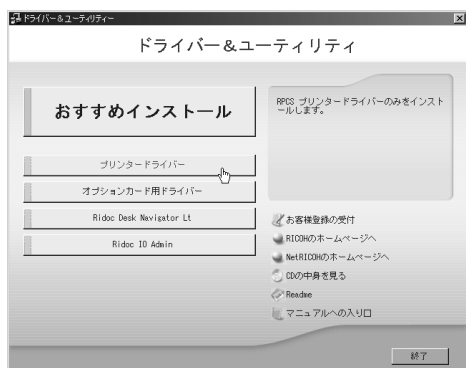 ドライバー&ユーティリティー
ドライバー&ユーティリティ
おすすめインストール
プリンタードライバー
オプションカード用ドライバー
Ridoc Desk Navigator Lt
Ridoc IO Admin
RPCS プリンタードライバーのみをインスト
ールします。
お客様登録の受付
RICOHのホームページへ
NetRICOHのホームページへ
CDの中身を見る
Readme
マニュアルへの入り口
終了